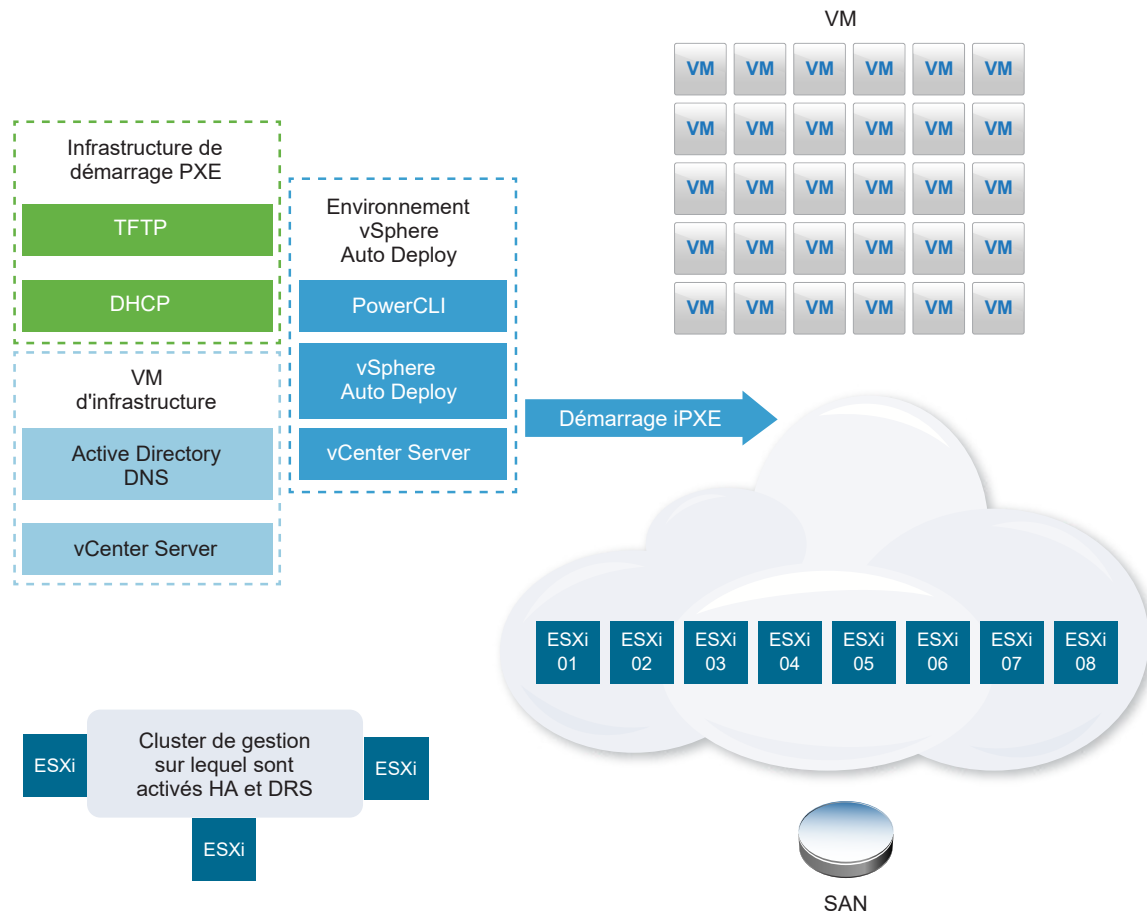 VM
VM VM VM VM VM VM
VM VM VM VM VM VM
VM VM VM VM VM VM
VM VM VM VM VM VM
VM VM VM VM VM VM
Infrastructure de
démarrage PXE
TFTP
DHCP
VM
d'infrastructure
Active Directory
DNS
vCenter Server
Environnement
vSphere
Auto Deploy
PowerCLI
vSphere
Auto Deploy
vCenter Server
Démarrage iPXE
ESXi
01
ESXi
02
ESXi
03
ESXi
04
ESXi
05
ESXi
06
ESXi
07
ESXi
08
Cluster de gestion
sur lequel sont
activés HA et DRS
ESXi
ESXi
ESXi
SAN